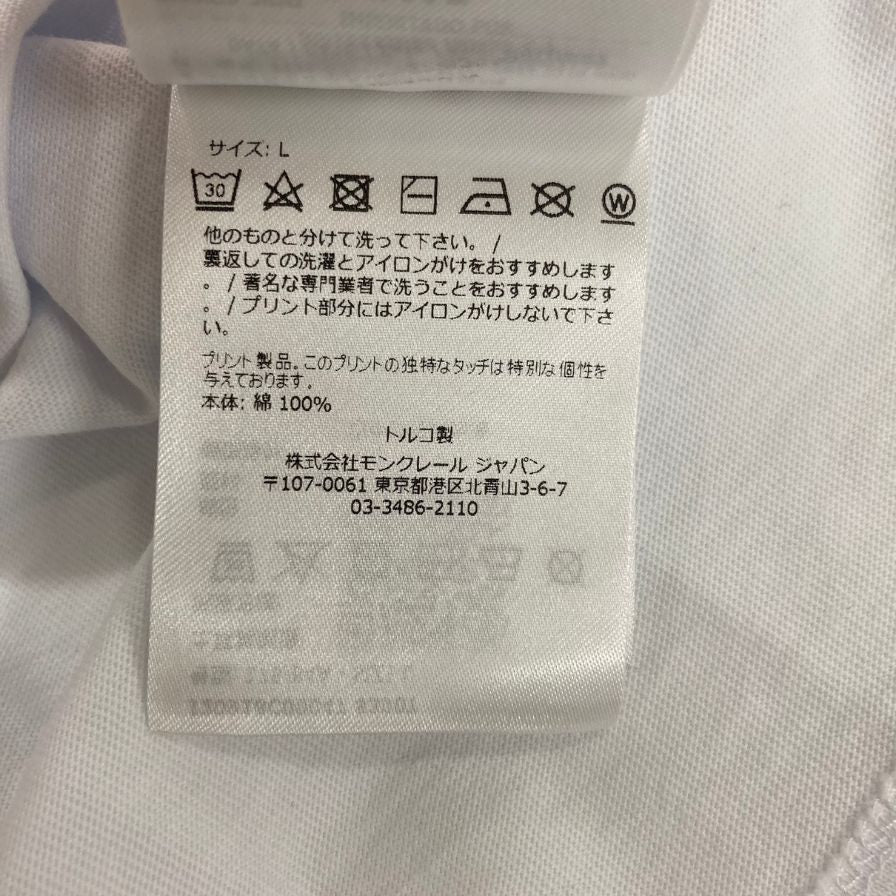 サイズ: L
30
W
他のものと分けて洗って下さい。 /
裏返しての洗濯とアイロンがけをおすすめします
。 / 著名な専門業者で洗うことをおすすめします
。 / プリント部分にはアイロンがけしないで下さ
い。
プリント製品。このプリントの独特なタッチは特別な個性を
与えております。
本体: 綿 100%
トルコ製
株式会社モンクレール ジャパン
〒107-0061 東京都港区北青山3-6-7
03-3486-2110